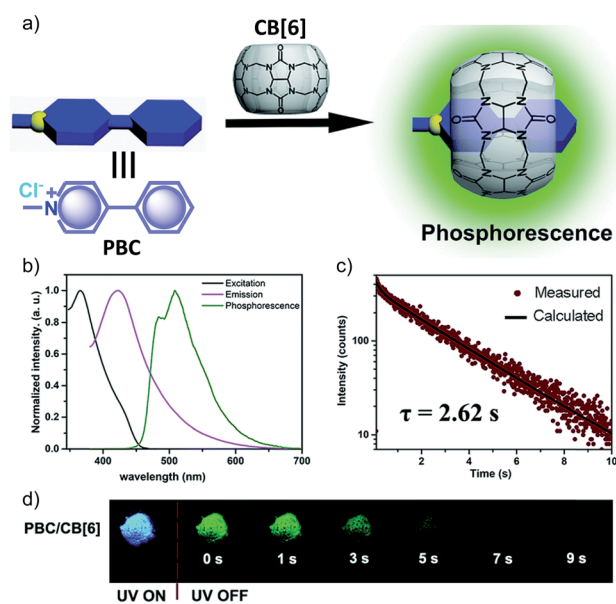 a)
CB[6]
O
N N N N
N N N N
O
Cl⁻
+
N
PBC
O
N N
N N
O
Phosphorescence
b)
Normalized intensity. (a. u.)
1.0
0.8
0.6
0.4
0.2
0.0
Excitation
Emission
Phosphorescence
400 500 600 700
wavelength (nm)
c)
Intensity (counts)
100
10
Measured
Calculated
τ = 2.62 s
2 4 6 8 10
Time (s)
d)
PBC/CB[6]
0 s 1 s 3 s 5 s 7 s 9 s
UV ON UV OFF